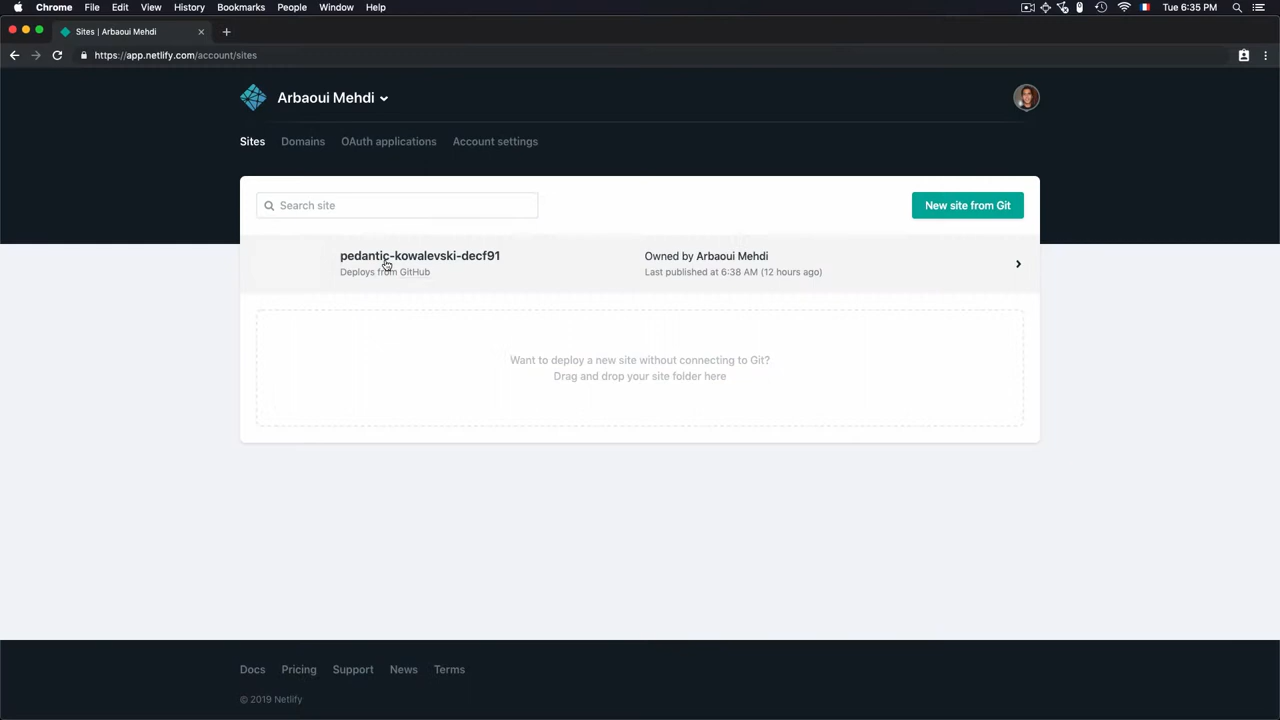 Chrome File Edit View History Bookmarks People Window Help Tue 6:35 PM
Sites | Arbaoui Mehdi
https://app.netlify.com/account/sites
Arbaoui Mehdi
Sites Domains OAuth applications Account settings
Search site New site from Git
pedantic-kowalevski-decf91 Owned by Arbaoui Mehdi
Deploys from GitHub Last published at 6:38 AM (12 hours ago)
Want to deploy a new site without connecting to Git?
Drag and drop your site folder here
Docs Pricing Support News Terms
© 2019 Netlify